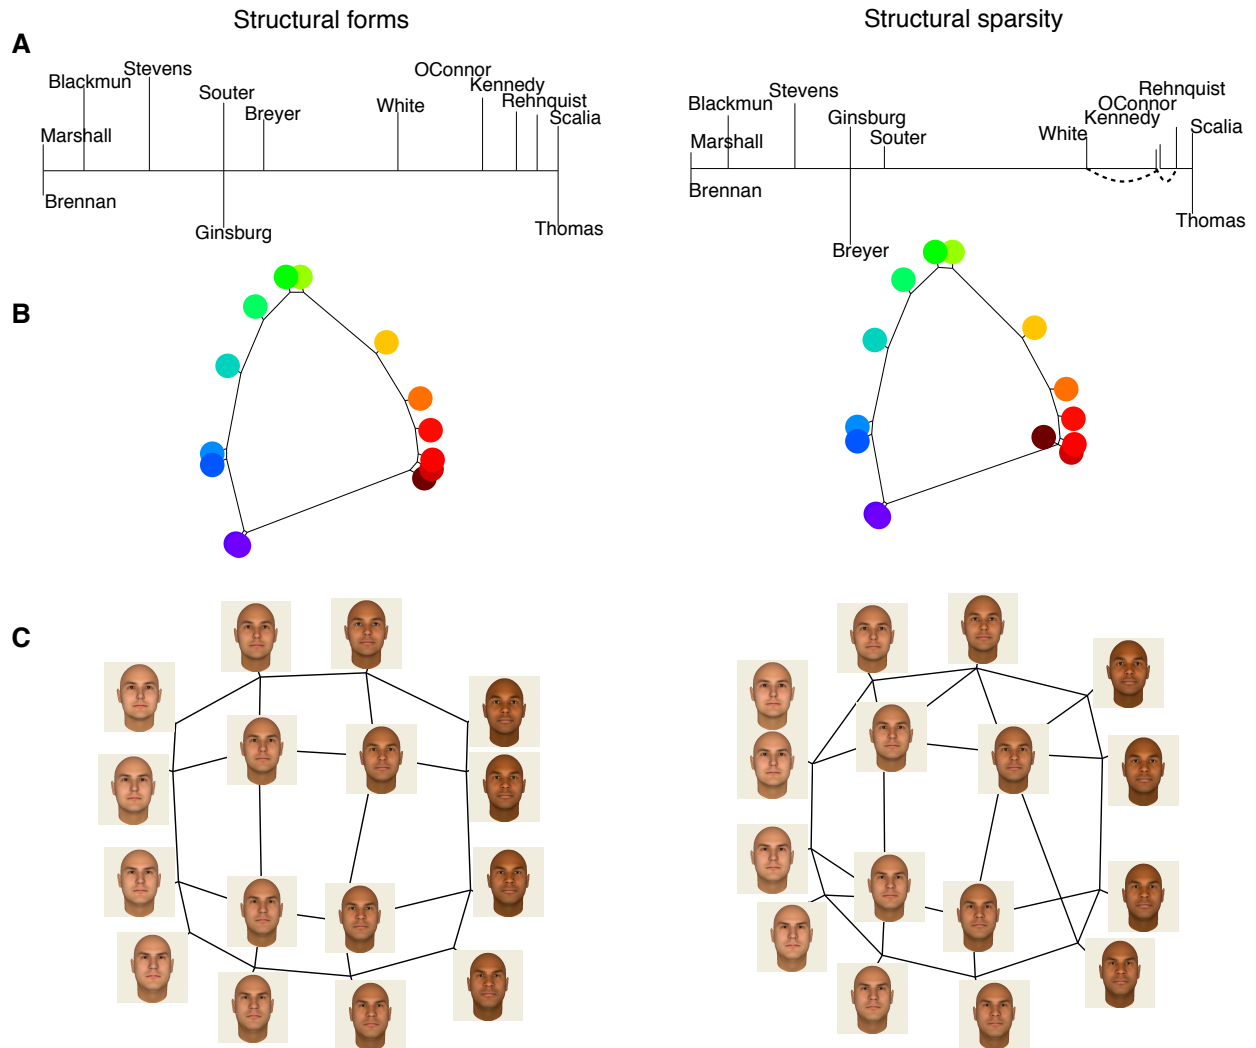 Structural forms
Structural sparsity
A
Blackmun
Stevens
Marshall
Souter
Breyer
White
OConnor
Kennedy
Rehnquist
Scalia
Brennan
Ginsburg
Thomas
Blackmun
Stevens
Marshall
Ginsburg
Souter
White
Rehnquist
OConnor
Kennedy
Scalia
Brennan
Thomas
Breyer
B
C